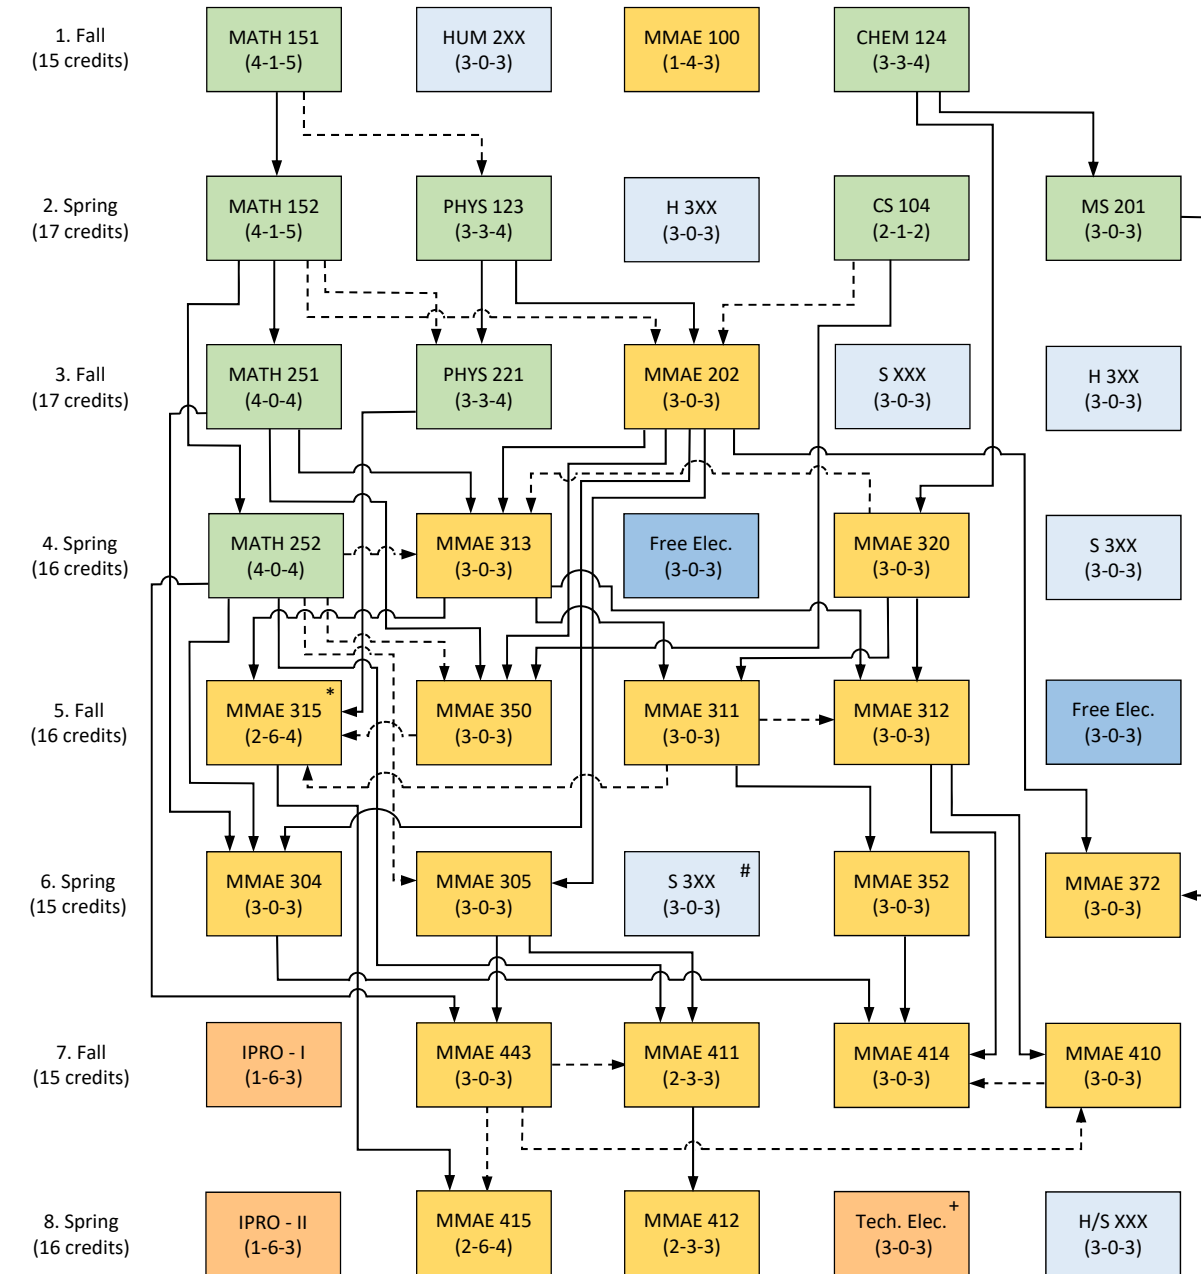 1. Fall
(15 credits)
MATH 151
(4-1-5)
HUM 2XX
(3-0-3)
MMAE 100
(1-4-3)
CHEM 124
(3-3-4)
2. Spring
(17 credits)
MATH 152
(4-1-5)
PHYS 123
(3-3-4)
H 3XX
(3-0-3)
CS 104
(2-1-2)
MS 201
(3-0-3)
3. Fall
(17 credits)
MATH 251
(4-0-4)
PHYS 221
(3-3-4)
MMAE 202
(3-0-3)
S XXX
(3-0-3)
H 3XX
(3-0-3)
4. Spring
(16 credits)
MATH 252
(4-0-4)
MMAE 313
(3-0-3)
Free Elec.
(3-0-3)
MMAE 320
(3-0-3)
S 3XX
(3-0-3)
5. Fall
(16 credits)
MMAE 315 *
(2-6-4)
MMAE 350
(3-0-3)
MMAE 311
(3-0-3)
MMAE 312
(3-0-3)
Free Elec.
(3-0-3)
6. Spring
(15 credits)
MMAE 304
(3-0-3)
MMAE 305
(3-0-3)
S 3XX #
(3-0-3)
MMAE 352
(3-0-3)
MMAE 372
(3-0-3)
7. Fall
(15 credits)
IPRO - I
(1-6-3)
MMAE 443
(3-0-3)
MMAE 411
(2-3-3)
MMAE 414
(3-0-3)
MMAE 410
(3-0-3)
8. Spring
(16 credits)
IPRO - II
(1-6-3)
MMAE 415
(2-6-4)
MMAE 412
(2-3-3)
Tech. Elec. +
(3-0-3)
H/S XXX
(3-0-3)